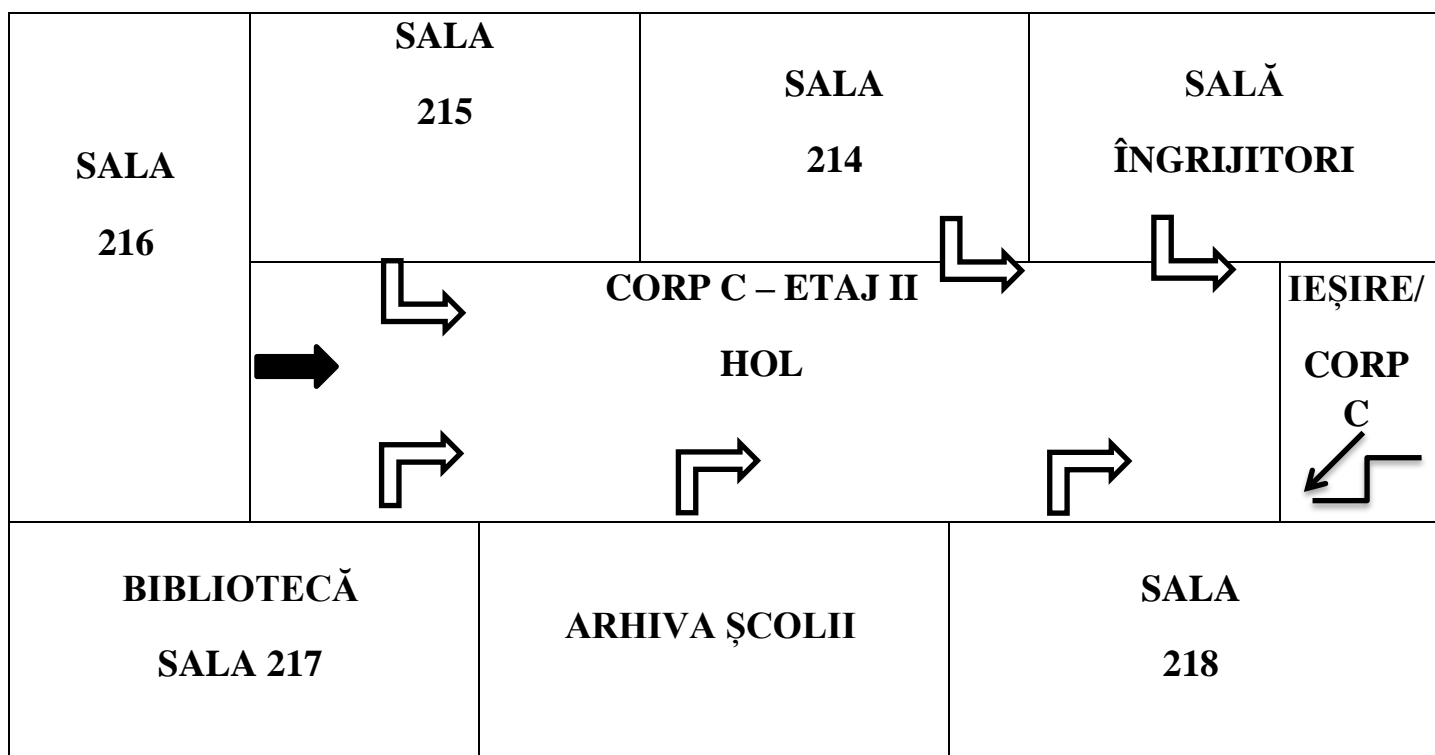 SALA
216
SALA
215
SALA
214
SALĂ
ÎNGRIJITORI
CORP C – ETAJ II
HOL
IEȘIRE/
CORP
C
BIBLIOTECĂ
SALA 217
ARHIVA ȘCOLII
SALA
218